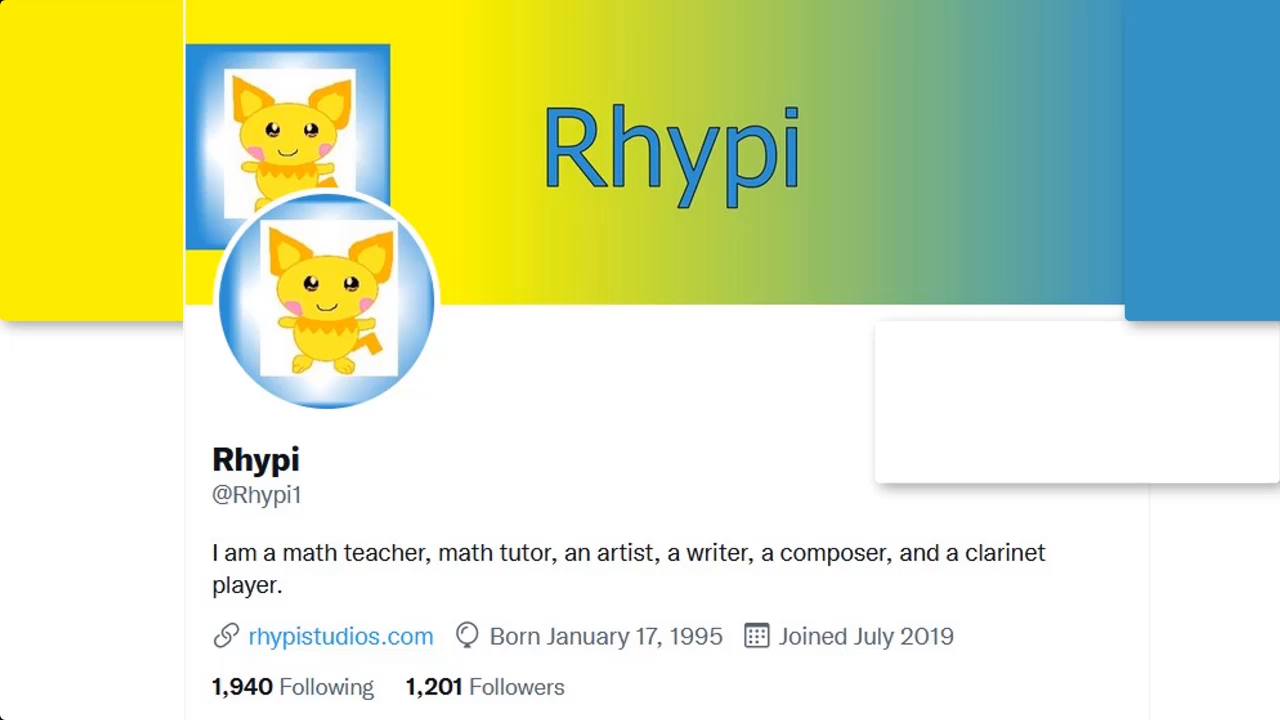 Rhypi
Rhypi
@Rhypi1
I am a math teacher, math tutor, an artist, a writer, a composer, and a clarinet
player.
rhypistudios.com Born January 17, 1995 Joined July 2019
1,940 Following 1,201 Followers